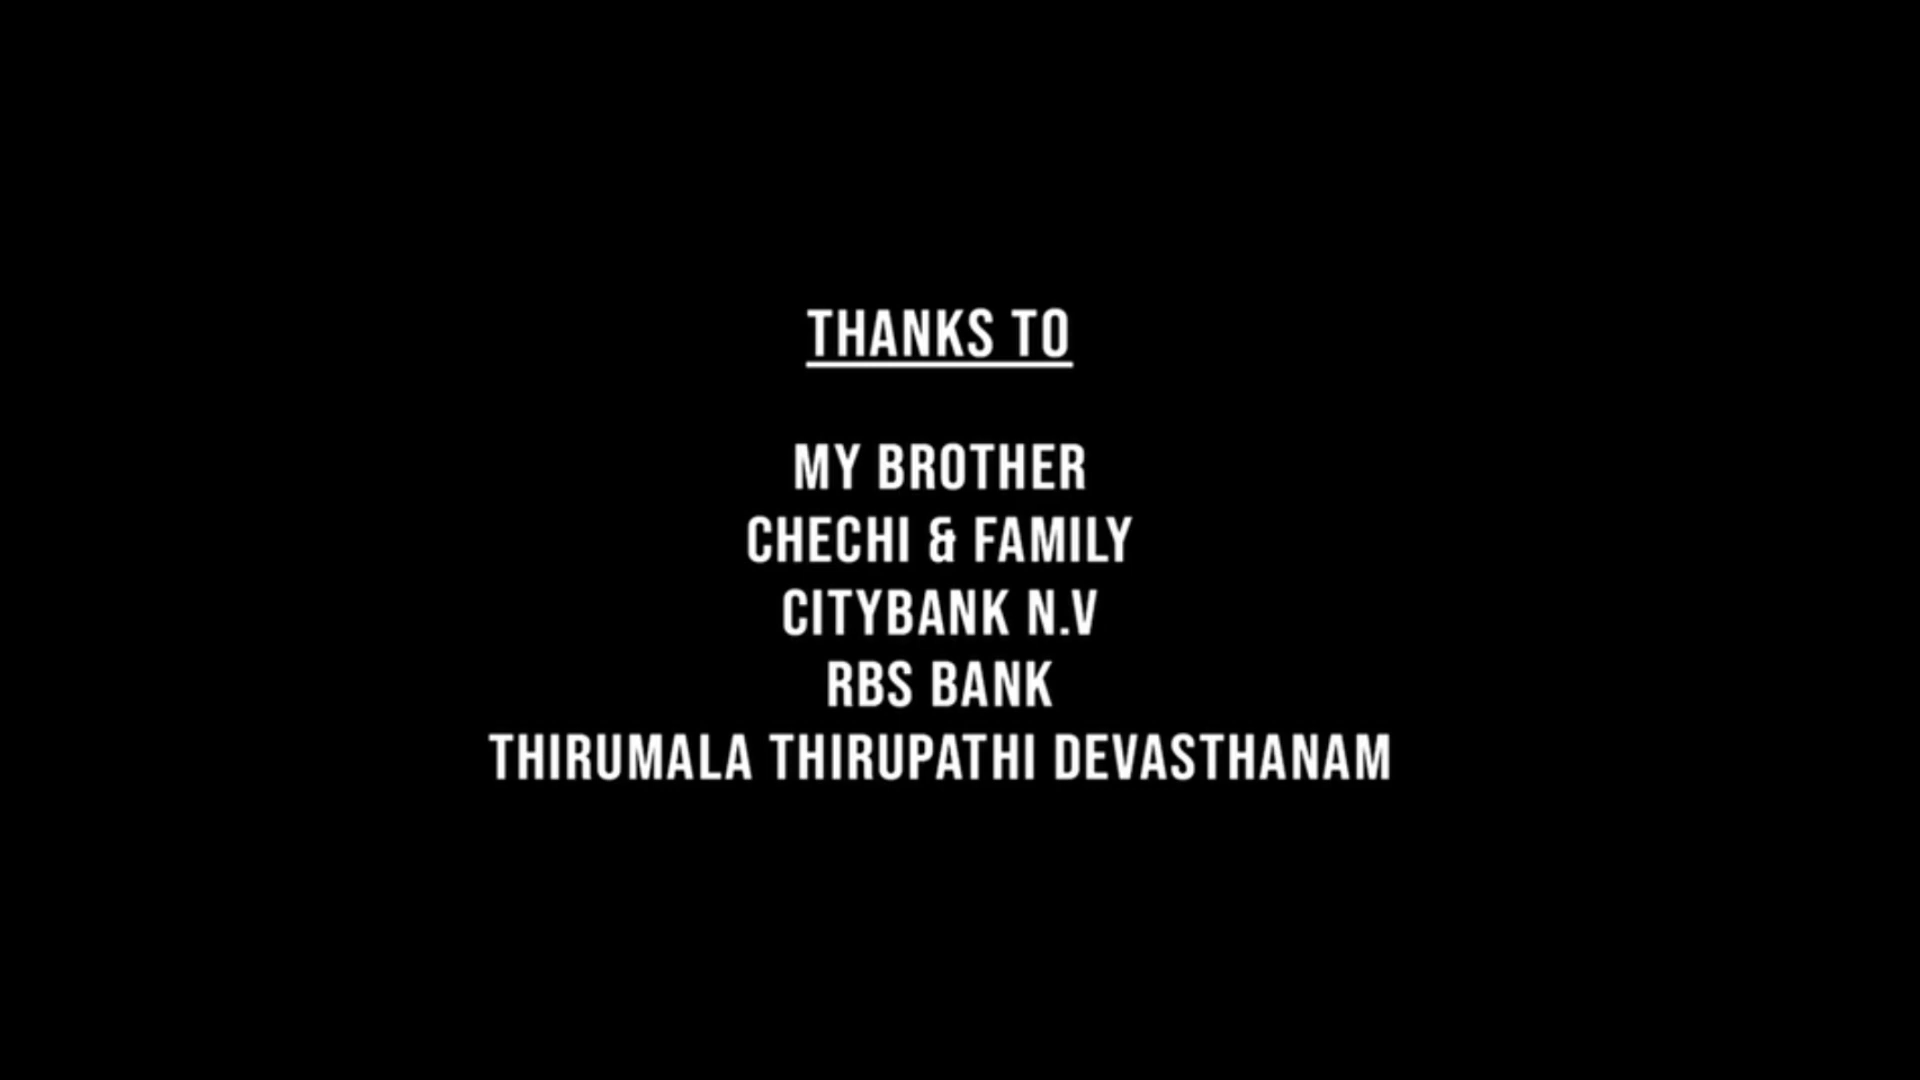 THANKS TO
MY BROTHER
CHECHI & FAMILY
CITYBANK N.V
RBS BANK
THIRUMALA THIRUPATHI DEVASTHANAM